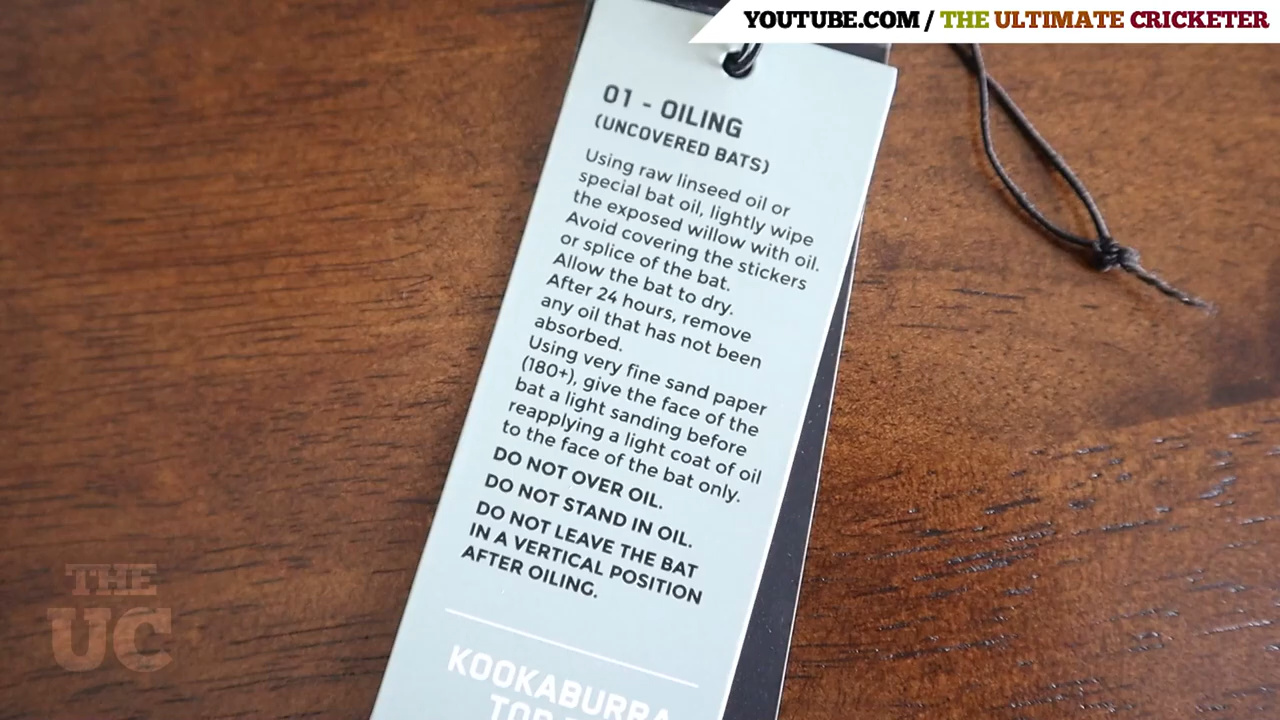 YOUTUBE.COM / THE ULTIMATE CRICKETER
01 - OILING
(UNCOVERED BATS)
Using raw linseed oil or
special bat oil, lightly wipe
the exposed willow with oil.
Avoid covering the stickers
or splice of the bat.
Allow the bat to dry.
After 24 hours, remove
any oil that has not been
absorbed.
Using very fine sand paper
(180+), give the face of the
bat a light sanding before
reapplying a light coat of oil
to the face of the bat only.
DO NOT OVER OIL.
DO NOT STAND IN OIL.
DO NOT LEAVE THE BAT
IN A VERTICAL POSITION
AFTER OILING.
KOOKABURRA
THE
UC